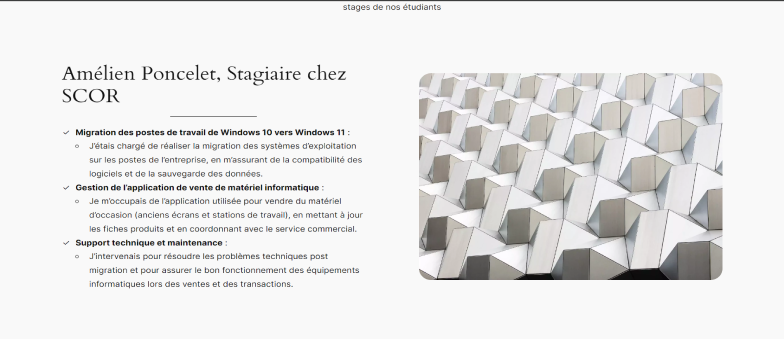 stages de nos étudiants
Amélien Poncelet, Stagiaire chez
SCOR
Migration des postes de travail de Windows 10 vers Windows 11 :
J'étais chargé de réaliser la migration des systèmes d'exploitation
sur les postes de l'entreprise, en m'assurant de la compatibilité des
logiciels et de la sauvegarde des données.
Gestion de l'application de vente de matériel informatique :
Je m'occupais de l'application utilisée pour vendre du matériel
d'occasion (anciens écrans et stations de travail), en mettant à jour
les fiches produits et en coordonnant avec le service commercial.
Support technique et maintenance :
J'intervenais pour résoudre les problèmes techniques post
migration et pour assurer le bon fonctionnement des équipements
informatiques lors des ventes et des transactions.